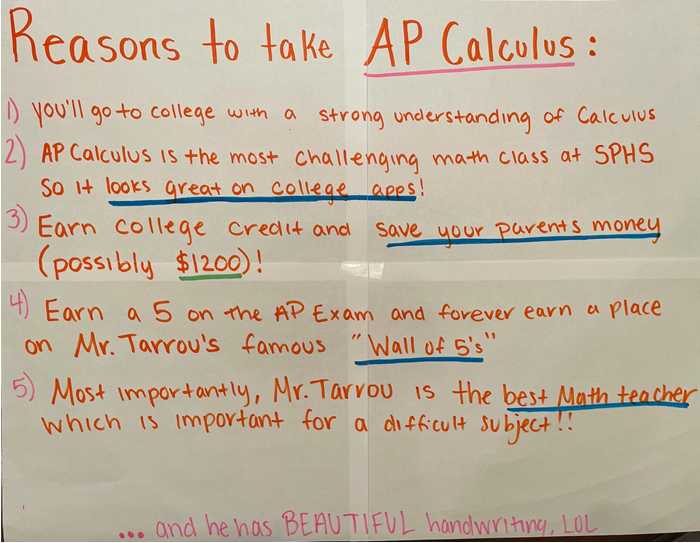 Reasons to take AP Calculus:
1) You'll go to college with a strong understanding of Calculus
2) AP Calculus is the most challenging math class at SPHS
So it looks great on college apps!
3) Earn college credit and save your parents money
(possibly $1200)!
4) Earn a 5 on the AP Exam and forever earn a place
on Mr. Tarrou's famous "Wall of 5's"
5) Most importantly, Mr. Tarrou is the best Math teacher
which is important for a difficult subject!!
... and he has BEAUTIFUL handwriting, LOL